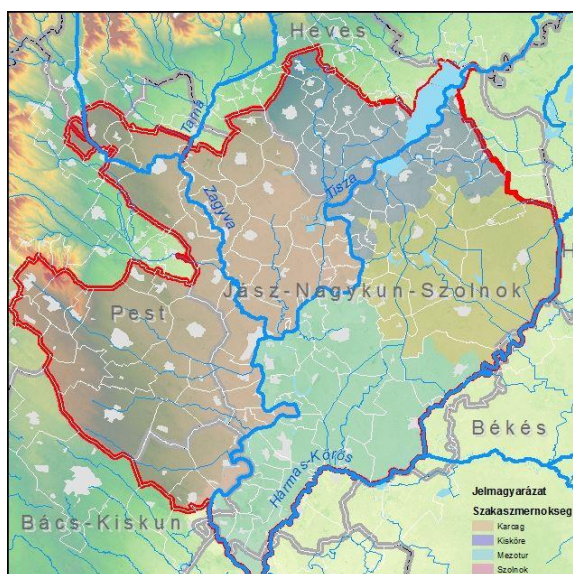 Heves
Tarna
Zagyva
Tisza
Jász-Nagykun-Szolnok
Pest
Békés
Hármas-Körös
Bács-Kiskun
H
Jelmagyarázat
Szakaszmernokseg
Karcag
Kisköre
Mezotur
Szolnok